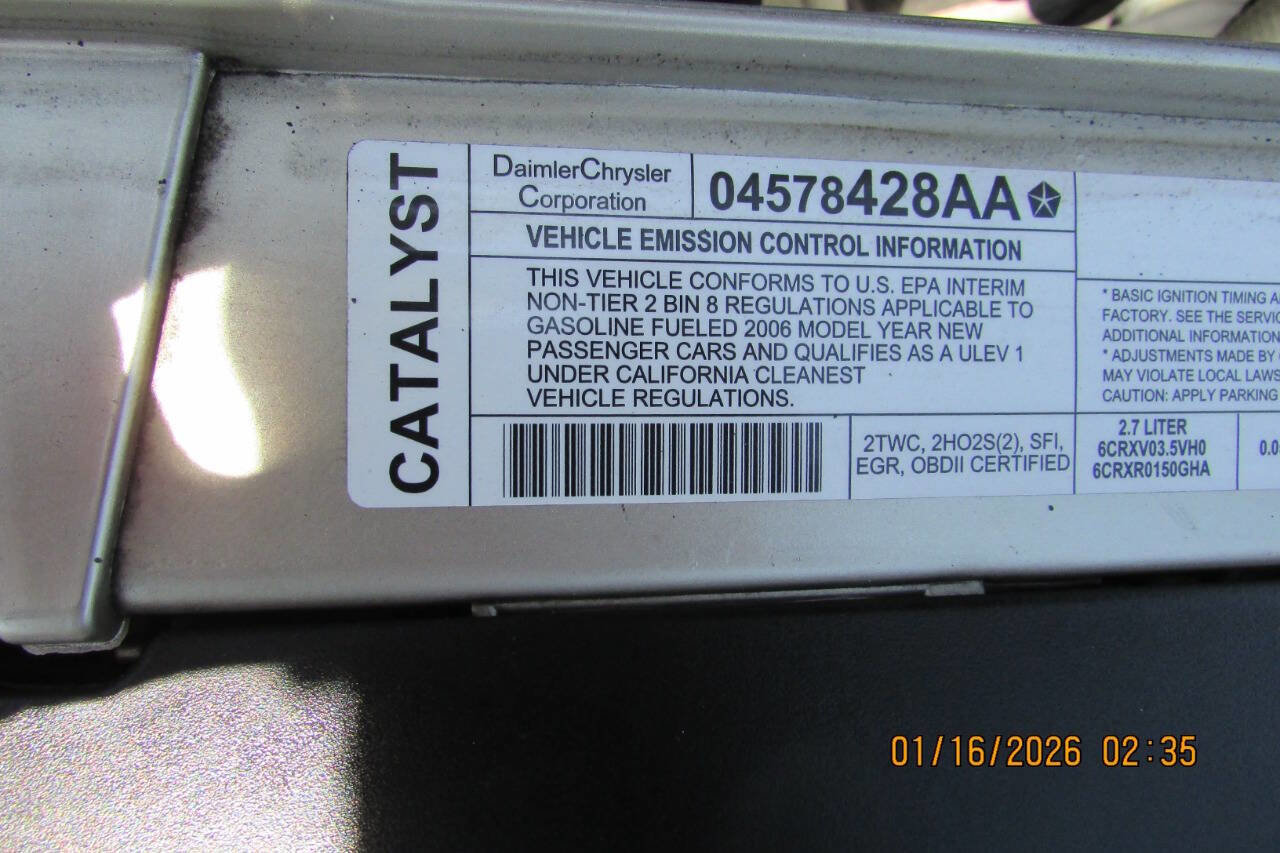 CATALYST
DaimlerChrysler
Corporation
04578428AA
VEHICLE EMISSION CONTROL INFORMATION
THIS VEHICLE CONFORMS TO U.S. EPA INTERIM
NON-TIER 2 BIN 8 REGULATIONS APPLICABLE TO
GASOLINE FUELED 2006 MODEL YEAR NEW
PASSENGER CARS AND QUALIFIES AS A ULEV 1
UNDER CALIFORNIA CLEANEST
VEHICLE REGULATIONS.
2TWC, 2HO2S(2), SFI,
EGR, OBDII CERTIFIED
* BASIC IGNITION TIMING
FACTORY. SEE THE
ADDITIONAL INFORMATION
* ADJUSTMENTS MADE BY
MAY VIOLATE LOCAL LAWS
CAUTION: APPLY PARKING
2.7 LITER
6CRXV03.5VH0
6CRXR0150GHA
01/16/2026 02:35